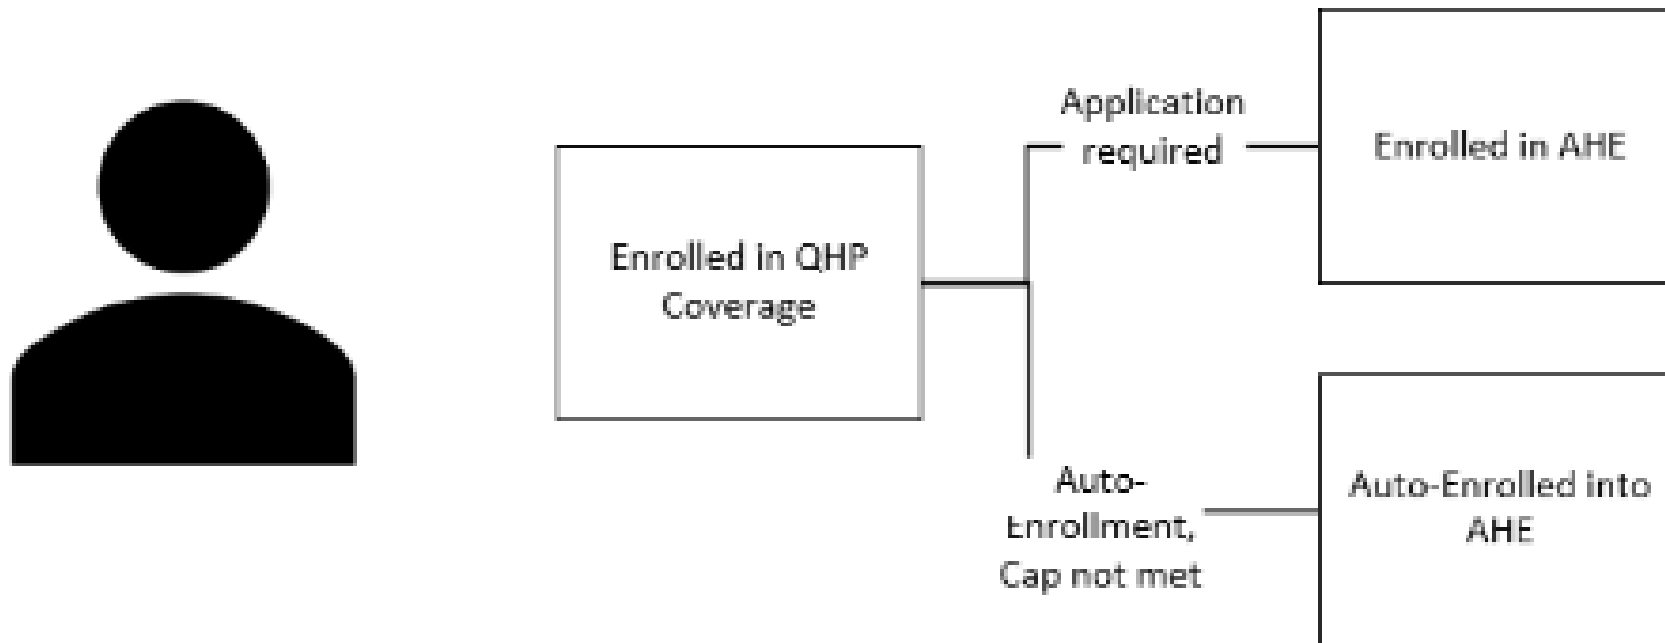 Application
required
Enrolled in AHE
Enrolled in QHP
Coverage
Auto-
Enrollment,
Cap not met
Auto-Enrolled into
AHE